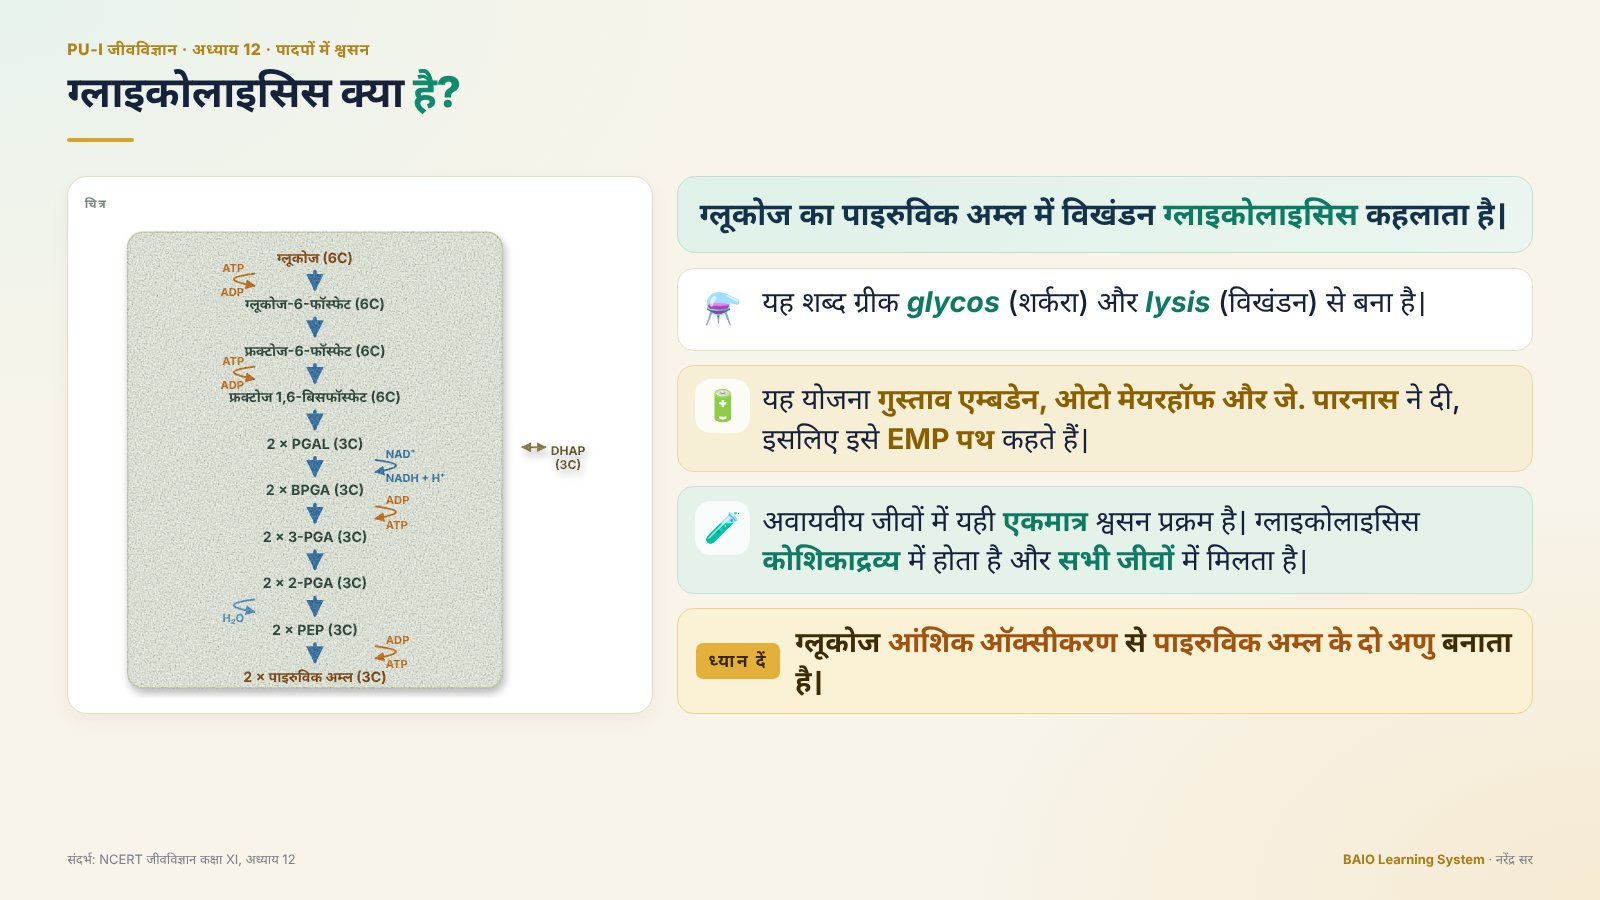 PU-I जीवविज्ञान · अध्याय 12 · पादपों में श्वसन
ग्लाइकोलाइसिस क्या है?
चित्र
ग्लूकोज (6C)
ATP
ADP
ग्लूकोज-6-फॉस्फेट (6C)
फ्रक्टोज-6-फॉस्फेट (6C)
ATP
ADP
फ्रक्टोज 1,6-बिसफॉस्फेट (6C)
2 × PGAL (3C)
DHAP
(3C)
NAD⁺
NADH + H⁺
2 × BPGA (3C)
ADP
ATP
2 × 3-PGA (3C)
2 × 2-PGA (3C)
H₂O
2 × PEP (3C)
ADP
ATP
2 × पाइरुविक अम्ल (3C)
ग्लूकोज का पाइरुविक अम्ल में विखंडन ग्लाइकोलाइसिस कहलाता है|
यह शब्द ग्रीक glycos (शर्करा) और lysis (विखंडन) से बना है|
यह योजना गुस्ताव एम्बडेन, ओटो मेयरहॉफ और जे. पारनास ने दी,
इसलिए इसे EMP पथ कहते हैं|
अवायवीय जीवों में यही एकमात्र श्वसन प्रक्रम है| ग्लाइकोलाइसिस
कोशिकाद्रव्य में होता है और सभी जीवों में मिलता है|
ध्यान दें
ग्लूकोज आंशिक ऑक्सीकरण से पाइरुविक अम्ल के दो अणु बनाता
है|
संदर्भ: NCERT जीवविज्ञान कक्षा XI, अध्याय 12
BAIO Learning System · नरेंद्र सर